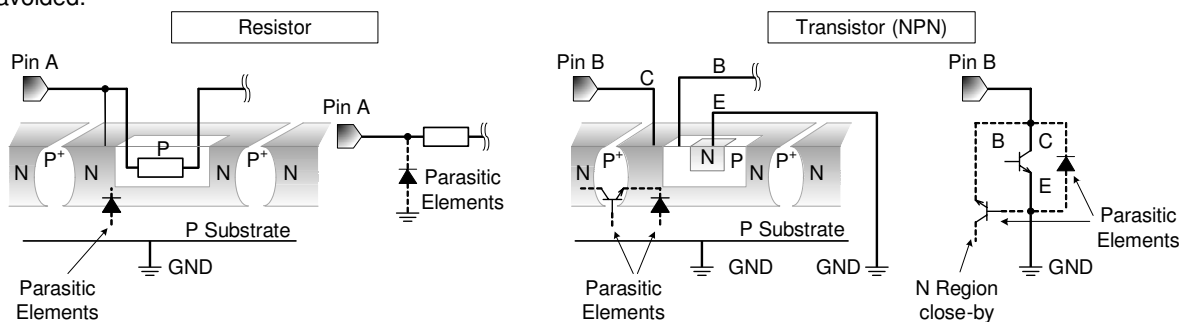 avoided.
Resistor
Transistor (NPN)
Pin A
Pin A
N
P+
N
P
N
P+
N
Parasitic
Elements
P Substrate
GND
Parasitic
Elements
Pin B
C
B
E
N
P+
N
N
P
N
P+
N
P Substrate
GND
GND
Parasitic
Elements
Pin B
B
C
E
Parasitic
Elements
GND
N Region
close-by